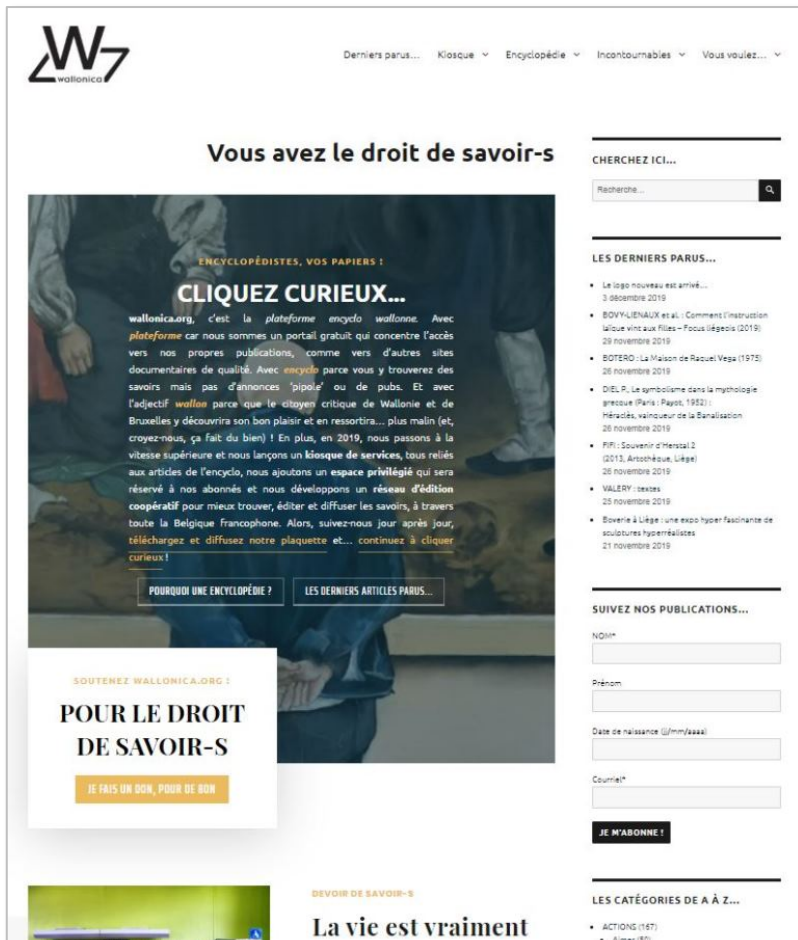 W
wallonica
Derniers parus... Kiosque Encyclopédie Incontournables Vous voulez...
Vous avez le droit de savoir-s
ENCYCLOPÉDISTES, VOS PAPIERS !
CLIQUEZ CURIEUX...
wallonica.org, c'est la plateforme encyclo wallonne. Avec
plateforme car nous sommes un portail gratuit qui concentre l'accès
vers nos propres publications, comme vers d'autres sites
documentaires de qualité. Avec encyclo parce vous y trouverez des
savoirs mais pas d'annonces 'pipole' ou de pubs. Et avec
l'adjectif wallon parce que le citoyen critique de Wallonie et de
Bruxelles y découvrira son bon plaisir et en ressortira... plus malin (et,
croyez-nous, ça fait du bien) ! En plus, en 2019, nous passons à la
vitesse supérieure et nous lançons un kiosque de services, tous reliés
aux articles de l'encyclo, nous ajoutons un espace privilégié qui sera
réservé à nos abonnés et nous développons un réseau d'édition
coopératif pour mieux trouver, éditer et diffuser les savoirs, à travers
toute la Belgique francophone. Alors, suivez-nous jour après jour,
téléchargez et diffusez notre plaquette et... continuez à cliquer
curieux !
POURQUOI UNE ENCYCLOPÉDIE ? LES DERNIERS ARTICLES PARUS...
SOUTENEZ WALLONICA.ORG :
POUR LE DROIT
DE SAVOIR-S
JE FAIS UN DON, POUR DE BON
DEVOIR DE SAVOIR-S
La vie est vraiment
CHERCHEZ ICI...
Recherche...
LES DERNIERS PARUS...
Le logo nouveau est arrivé...
3 décembre 2019
BOVY-LIENAUX et al. : Comment l'instruction
laïque vint aux filles – Focus liégeois (2019)
29 novembre 2019
BOTERO : La Maison de Raquel Vega (1975)
26 novembre 2019
DIEL P., Le symbolisme dans la mythologie
grecque (Paris : Payot, 1952) :
Héraclès, vainqueur de la Banalisation
26 novembre 2019
FIFI : Souvenir d'Herstal 2
(2013, Artothèque, Liège)
26 novembre 2019
VALERY : textes
25 novembre 2019
Boverie à Liège : une expo hyper fascinante de
sculptures hyperréalistes
21 novembre 2019
SUIVEZ NOS PUBLICATIONS...
NOM*
Prénom
Date de naissance (jj/mm/aaaa)
Courriel*
JE M'ABONNE !
LES CATÉGORIES DE A À Z...
ACTIONS (167)